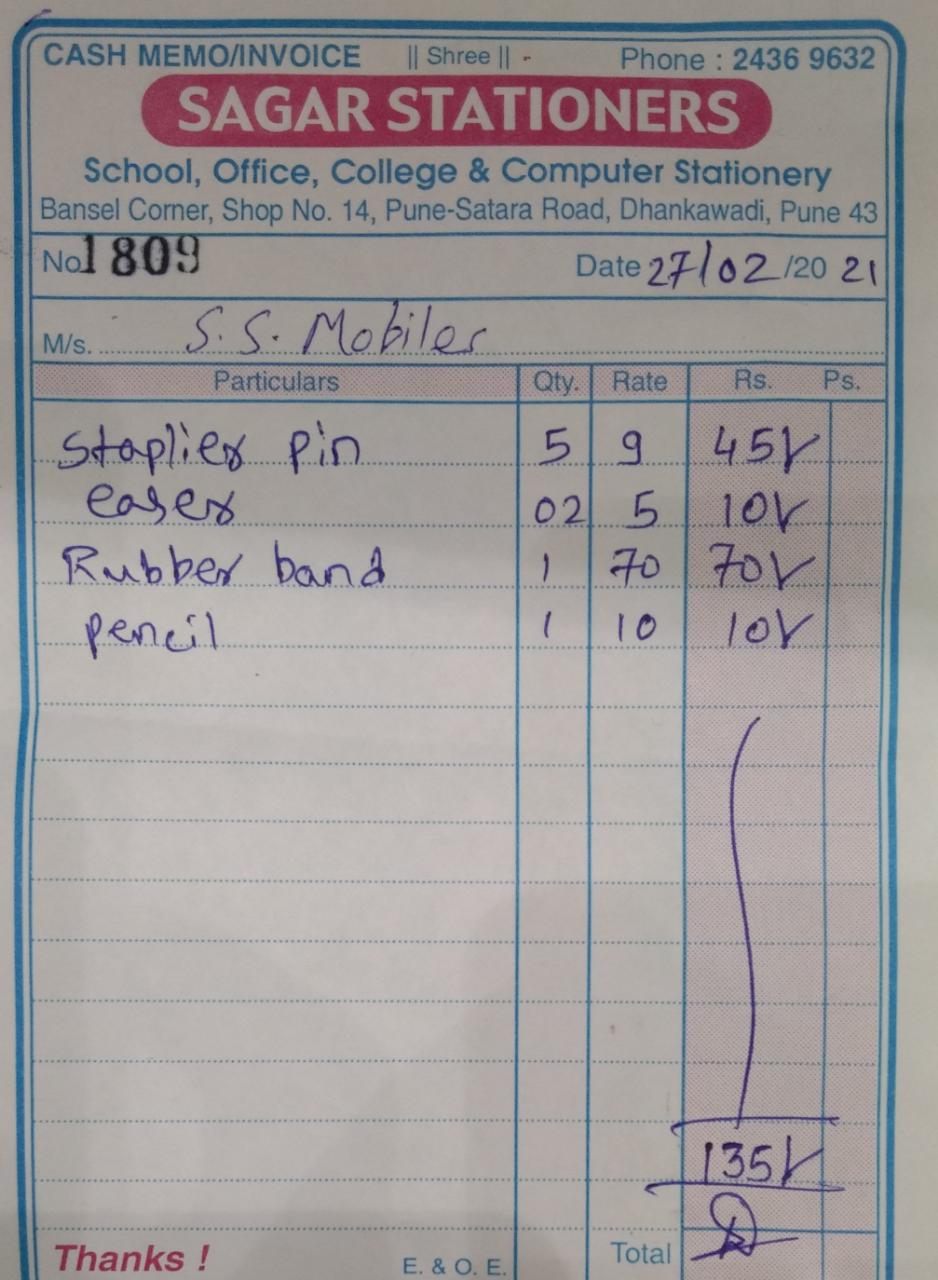 CASH MEMO/INVOICE || Shree || Phone : 2436 9632
SAGAR STATIONERS
School, Office, College & Computer Stationery
Bansel Corner, Shop No. 14, Pune-Satara Road, Dhankawadi, Pune 43
No. 1809 Date 27/02/20 21
M/s. S.S. Mobiles
Particulars Qty. Rate Rs. Ps.
Staplier pin 5 9 45/
easer 02 5 10/
Rubber band 1 70 70/
pencil 1 10 10/
135/
Thanks ! E. & O. E. Total